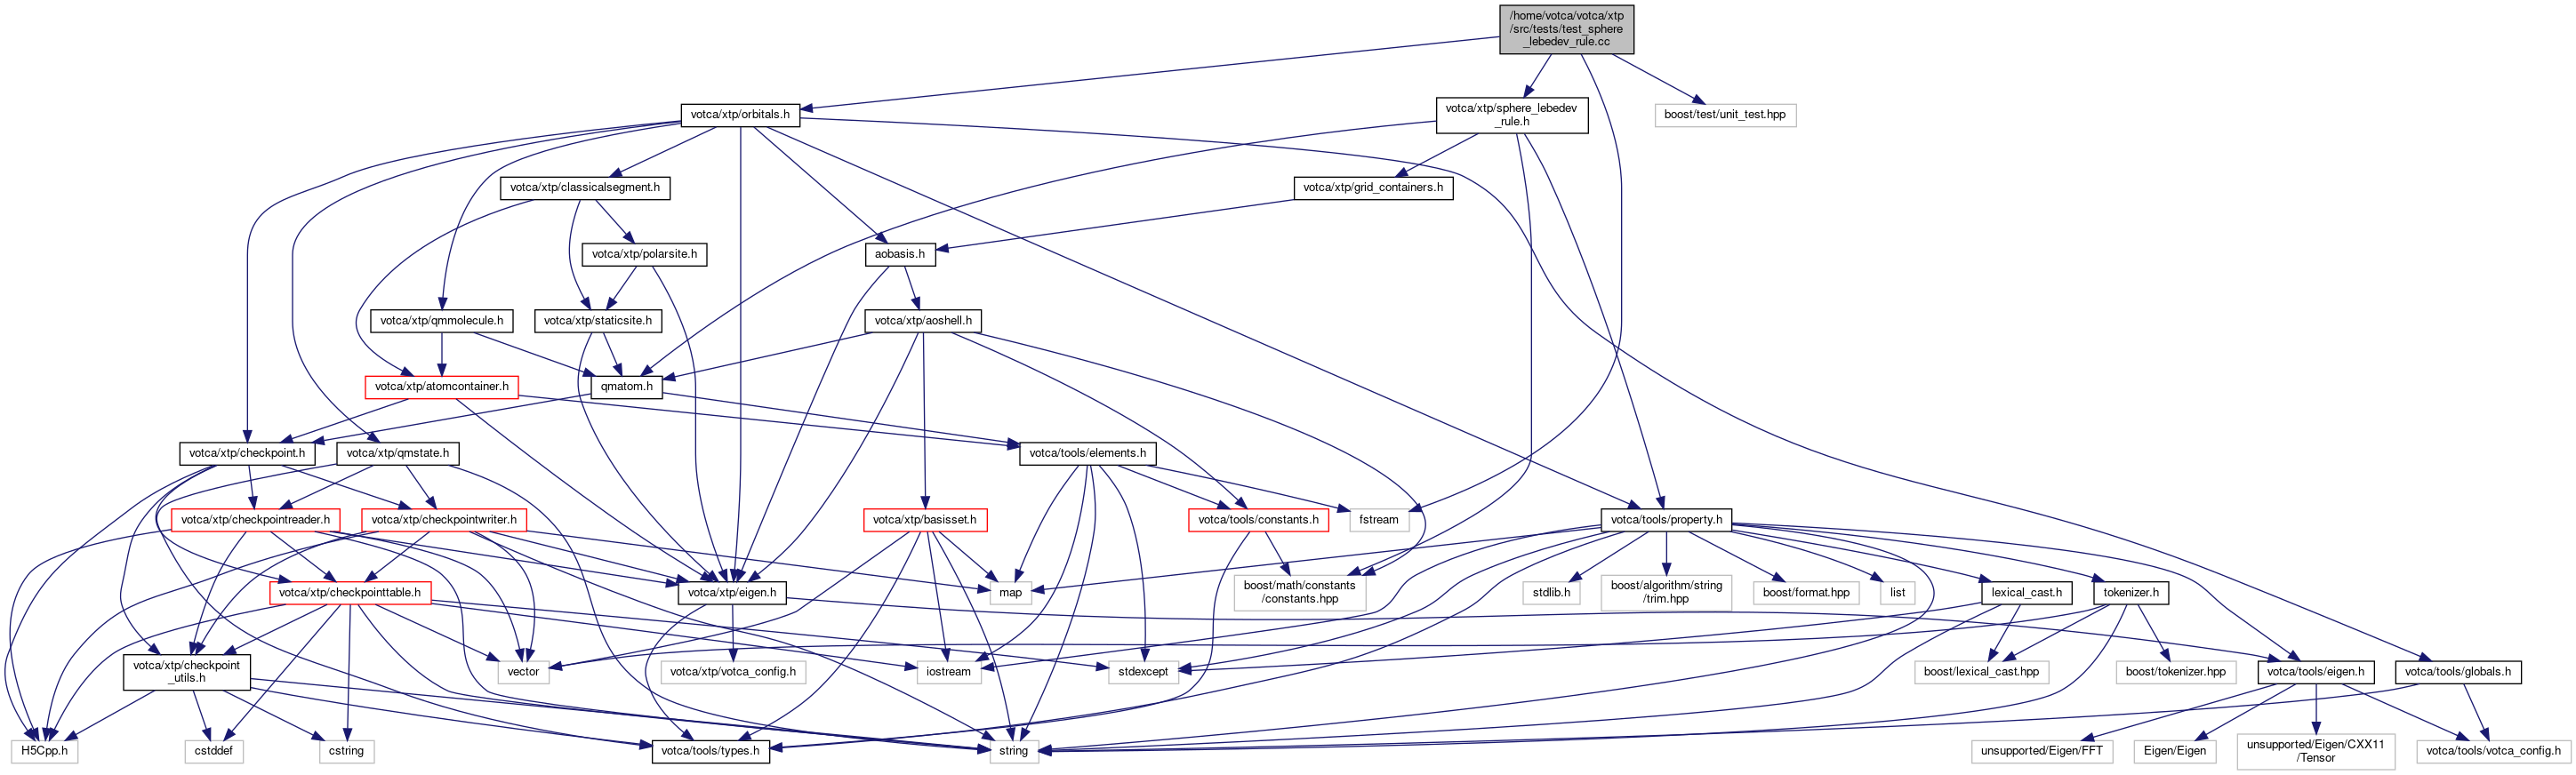 /home/votca/votca/xtp
/src/tests/test_sphere
_lebedev_rule.cc
votca/xtp/orbitals.h
votca/xtp/sphere_lebedev
_rule.h
boost/test/unit_test.hpp
votca/xtp/classicalsegment.h
votca/xtp/grid_containers.h
votca/xtp/polarsite.h
aobasis.h
votca/xtp/qmmolecule.h
votca/xtp/staticsite.h
votca/xtp/aoshell.h
votca/xtp/atomcontainer.h
qmatom.h
votca/xtp/checkpoint.h
votca/xtp/qmstate.h
votca/tools/elements.h
votca/xtp/checkpointreader.h
votca/xtp/checkpointwriter.h
votca/xtp/basisset.h
votca/tools/constants.h
fstream
votca/tools/property.h
votca/xtp/checkpointtable.h
votca/xtp/eigen.h
map
boost/math/constants
/constants.hpp
stdlib.h
boost/algorithm/string
/trim.hpp
boost/format.hpp
list
lexical_cast.h
tokenizer.h
votca/xtp/checkpoint
_utils.h
vector
votca/xtp/votca_config.h
iostream
stdexcept
boost/lexical_cast.hpp
boost/tokenizer.hpp
votca/tools/eigen.h
votca/tools/globals.h
H5Cpp.h
cstddef
cstring
votca/tools/types.h
string
unsupported/Eigen/FFT
Eigen/Eigen
unsupported/Eigen/CXX11
/Tensor
votca/tools/votca_config.h